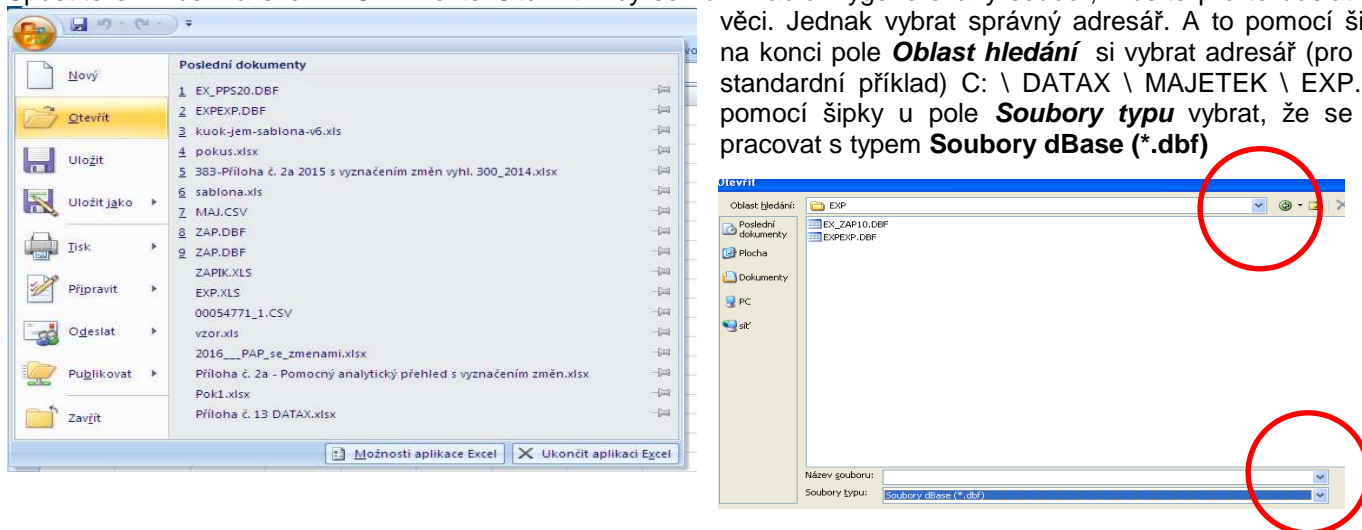 věci. Jednak vybrat správný adresář. A to pomocí ši
na konci pole Oblast hledání si vybrat adresář (pro
standardní příklad) C: \ DATAX \ MAJETEK \ EXP.
pomocí šipky u pole Soubory typu vybrat, že se
pracovat s typem Soubory dBase (*.dbf)
Nový
Otevřít
Uložit
Uložit jako
Tisk
Připravit
Odeslat
Publikovat
Zavřít
Poslední dokumenty
1 EX_PPS20.DBF
2 EXPEXP.DBF
3 kuok-jem-sablona-v6.xls
4 pokus.xlsx
5 383-Příloha č. 2a 2015 s vyznačením změn vyhl. 300_2014.xlsx
6 sablona.xls
7 MAJ.CSV
8 ZAP.DBF
9 ZAP.DBF
ZAPIK.XLS
EXP.XLS
00054771_1.CSV
vzor.xls
2016___PAP_se_zmenami.xlsx
Příloha č. 2a - Pomocný analytický přehled s vyznačením změn.xlsx
Pok1.xlsx
Příloha č. 13 DATAX.xlsx
Možnosti aplikace Excel
Ukončit aplikaci Excel
Otevřít
Oblast hledání: EXP
Poslední dokumenty
Plocha
Dokumenty
PC
síť
EX_ZAP10.DBF
EXPEXP.DBF
Název souboru:
Soubory typu: Soubory dBase (*.dbf)